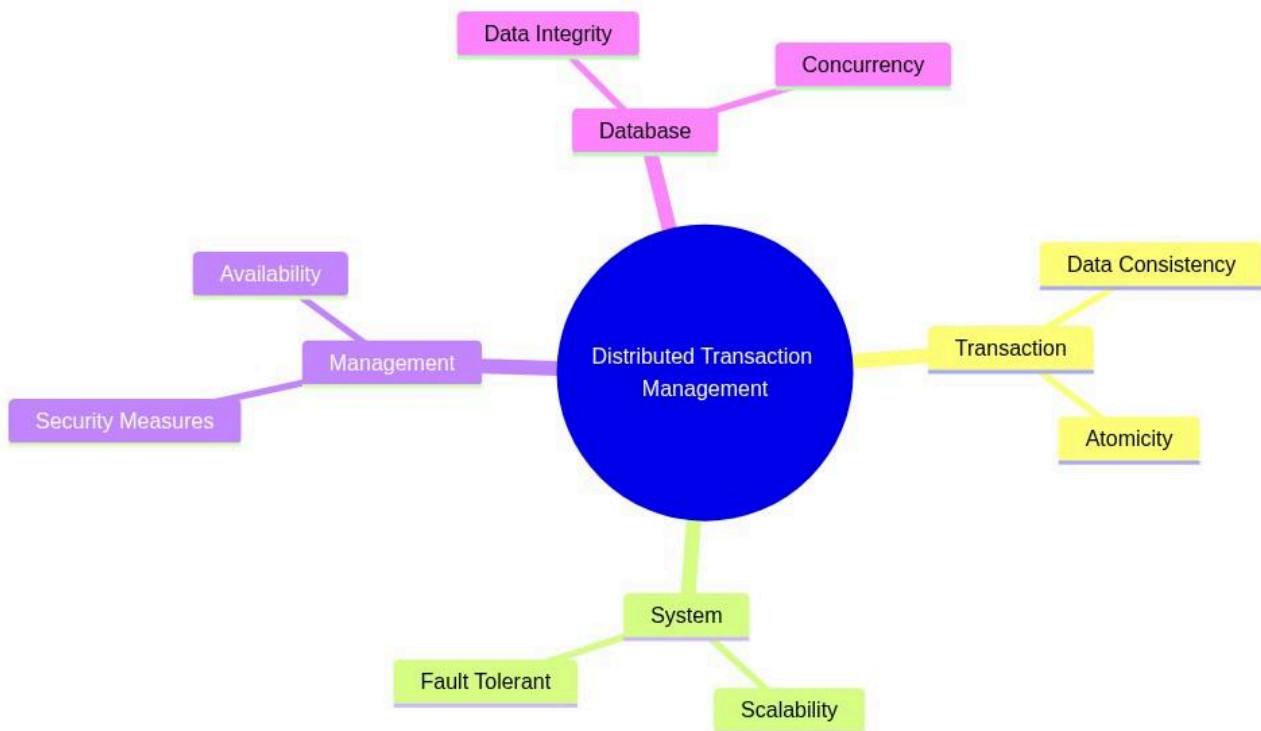 Data Integrity
Concurrency
Database
Availability
Data Consistency
Management
Distributed Transaction
Management
Transaction
Security Measures
Atomicity
System
Fault Tolerant
Scalability